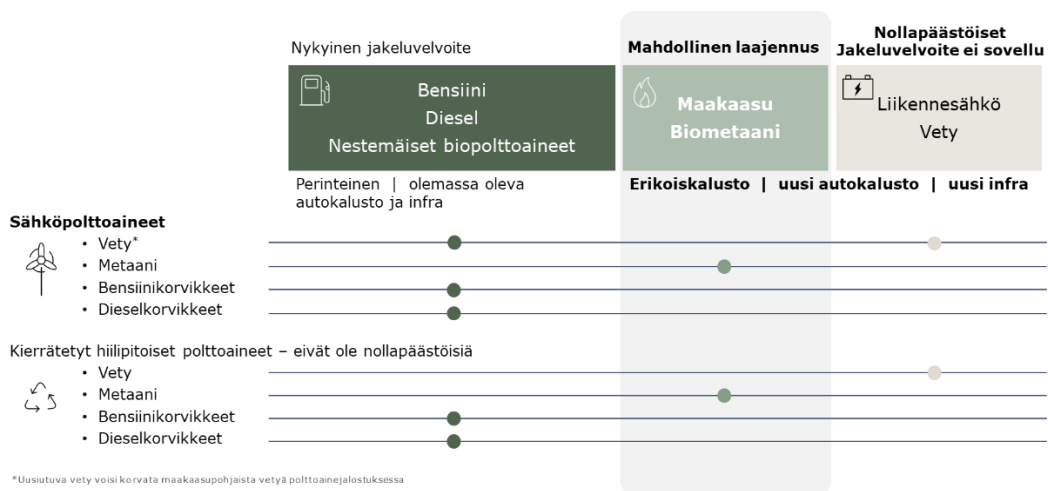 Nykyinen jakeluvelvoite
Mahdollinen laajennus
Nollapäästöiset
Jakeluvelvoite ei sovellu
Bensiini
Diesel
Nestemäiset biopolttoaineet
Maakaasu
Biometaani
Liikennesähkö
Vety
Perinteinen | olemassa oleva
autokalusto ja infra
Erikoiskalusto | uusi autokalusto | uusi infra
Sähköpolttoaineet
• Vety*
• Metaani
• Bensiinikorvikkeet
• Dieselkorvikkeet
Kierrätetyt hiilipitoiset polttoaineet – eivät ole nollapäästöisiä
• Vety
• Metaani
• Bensiinikorvikkeet
• Dieselkorvikkeet
*Uusiutuva vety voisi korvata maakaasupohjaista vetyä polttoainejalostuksessa